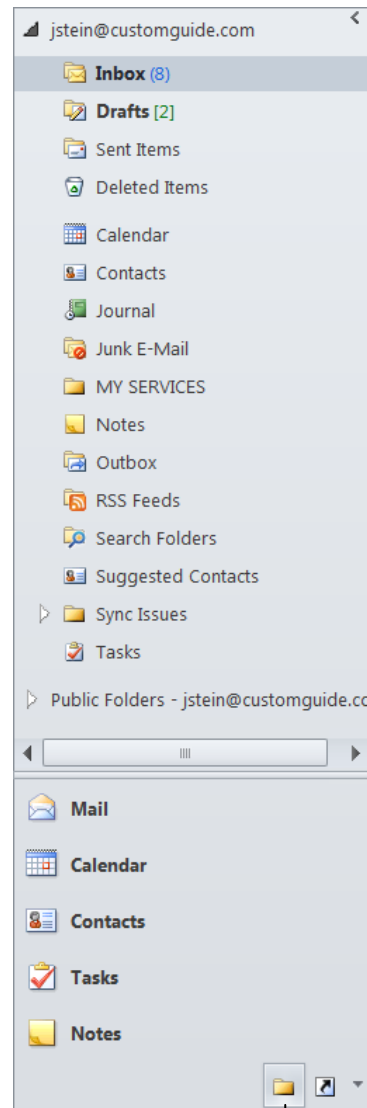 jstein@customguide.com
Inbox (8)
Drafts [2]
Sent Items
Deleted Items
Calendar
Contacts
Journal
Junk E-Mail
MY SERVICES
Notes
Outbox
RSS Feeds
Search Folders
Suggested Contacts
Sync Issues
Tasks
Public Folders - jstein@customguide.co
Mail
Calendar
Contacts
Tasks
Notes